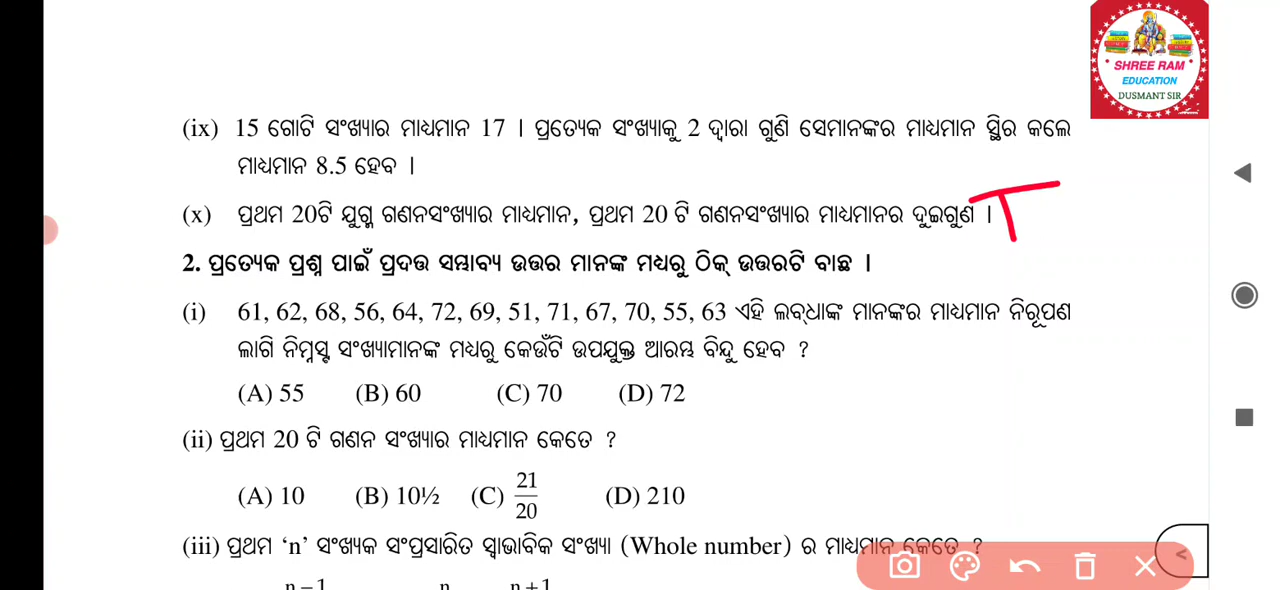 SHREE RAM
EDUCATION
DUSMANT SIR
(ix) 15 ଗୋଟି ସଂଖ୍ୟାର ମାଧ୍ୟମାନ 17 । ପ୍ରତ୍ୟେକ ସଂଖ୍ୟାକୁ 2 ଦ୍ୱାରା ଗୁଣି ସେମାନଙ୍କର ମାଧ୍ୟମାନ ସ୍ଥିର କଲେ
ମାଧ୍ୟମାନ 8.5 ହେବ ।
(x) ପ୍ରଥମ 20ଟି ଯୁଗ୍ମ ଗଣନସଂଖ୍ୟାର ମାଧ୍ୟମାନ, ପ୍ରଥମ 20 ଟି ଗଣନସଂଖ୍ୟାର ମାଧ୍ୟମାନର ଦୁଇଗୁଣ । T
2. ପ୍ରତ୍ୟେକ ପ୍ରଶ୍ନ ପାଇଁ ପ୍ରଦତ୍ତ ସମ୍ଭାବ୍ୟ ଉତ୍ତର ମାନଙ୍କ ମଧ୍ୟରୁ ଠିକ୍ ଉତ୍ତରଟି ବାଛ ।
(i) 61, 62, 68, 56, 64, 72, 69, 51, 71, 67, 70, 55, 63 ଏହି ଲବ୍ଧାଙ୍କ ମାନଙ୍କର ମାଧ୍ୟମାନ ନିରୂପଣ
ଲାଗି ନିମ୍ନସ୍ଥ ସଂଖ୍ୟାମାନଙ୍କ ମଧ୍ୟରୁ କେଉଁଟି ଉପଯୁକ୍ତ ଆରମ୍ଭ ବିନ୍ଦୁ ହେବ ?
(A) 55 (B) 60 (C) 70 (D) 72
(ii) ପ୍ରଥମ 20 ଟି ଗଣନ ସଂଖ୍ୟାର ମାଧ୍ୟମାନ କେତେ ?
(A) 10 (B) 10½ (C) 21/20 (D) 210
(iii) ପ୍ରଥମ ‘n’ ସଂଖ୍ୟକ ସଂପ୍ରସାରିତ ସ୍ୱାଭାବିକ ସଂଖ୍ୟା (Whole number) ର ମାଧ୍ୟମାନ କେତେ ?
n – 1 n n + 1